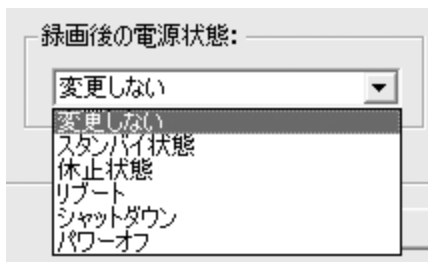 録画後の電源状態:
変更しない
変更しない
スタンバイ状態
休止状態
リブート
シャットダウン
パワーオフ